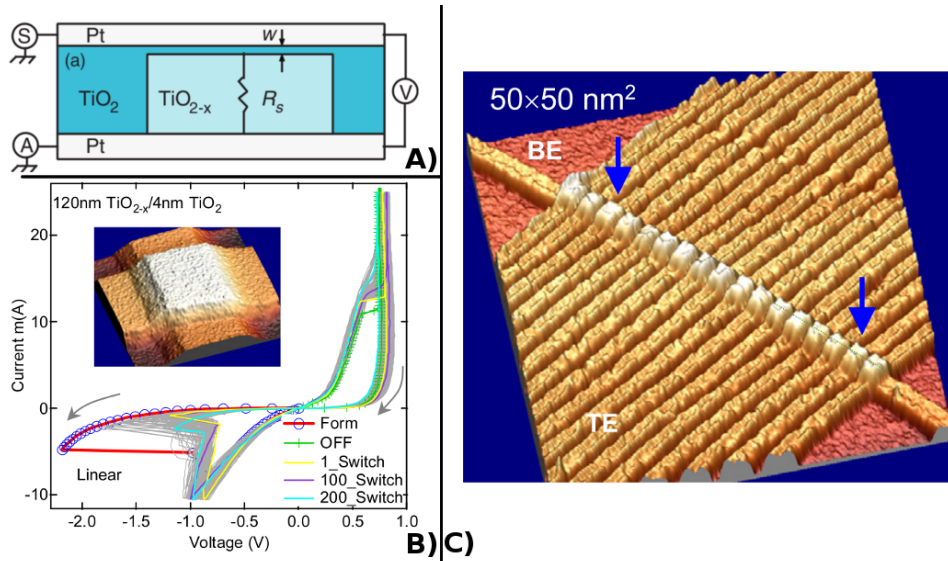 S
Pt
w
(a)
TiO2
TiO2-x
Rs
V
A
Pt
A)
120nm TiO2-x/4nm TiO2
Current m(A)
20
10
0
-10
Form
OFF
1_Switch
100_Switch
200_Switch
Linear
-2.0 -1.5 -1.0 -0.5 0.0 0.5 1.0
Voltage (V)
B)
50×50 nm2
BE
TE
C)